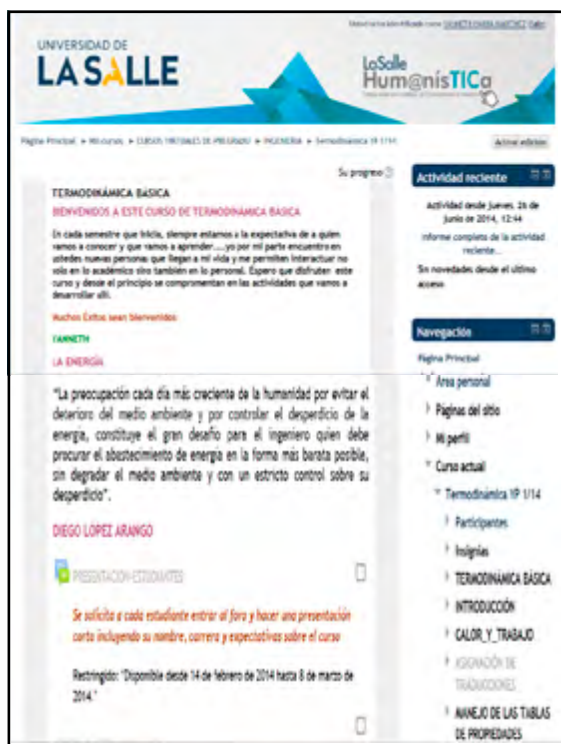 UNIVERSIDAD DE
LA SALLE
LaSalle
Hum@nísTICa
Página Principal ► Mis cursos ► CURSOS VIRTUALES DE PREGRADO ► INGENIERIA ► Termodinámica 1P 1/14
Activar edición
Su progreso
TERMODINÁMICA BÁSICA
BIENVENIDOS A ESTE CURSO DE TERMODINÁMICA BÁSICA
En cada semestre que inicia, siempre estamos a la expectativa de a quien
vamos a conocer y que vamos a aprender....yo por mi parte encuentro en
ustedes nuevas personas que llegan a mi vida y me permiten interactuar no
solo en lo académico sino también en lo personal. Espero que disfruten este
curso y desde el principio se comprometan en las actividades que vamos a
desarrollar allí.
Muchos Éxitos sean bienvenidos
YANNETH
LA ENERGÍA
"La preocupación cada día más creciente de la humanidad por evitar el
deterioro del medio ambiente y por controlar el desperdicio de la
energía, constituye el gran desafío para el ingeniero quien debe
procurar el abastecimiento de energía en la forma más barata posible,
sin degradar el medio ambiente y con un estricto control sobre su
desperdicio".
DIEGO LÓPEZ ARANGO
PRESENTACIÓN-ESTUDIANTES
Se solicita a cada estudiante entrar al foro y hacer una presentación
corta incluyendo su nombre, carrera y expectativas sobre el curso
Restringido: "Disponible desde 14 de febrero de 2014 hasta 8 de marzo de
2014."
Actividad reciente
Actividad desde jueves, 26 de
junio de 2014, 12:44
Informe completo de la actividad
reciente...
Sin novedades desde el último
acceso
Navegación
Página Principal
Área personal
Páginas del sitio
Mi perfil
Curso actual
Termodinámica 1P 1/14
Participantes
Insignias
TERMODINÁMICA BÁSICA
INTRODUCCIÓN
CALOR_Y_TRABAJO
ASIGNACIÓN DE
TRADUCCIONES
MANEJO DE LAS TABLAS
DE PROPIEDADES